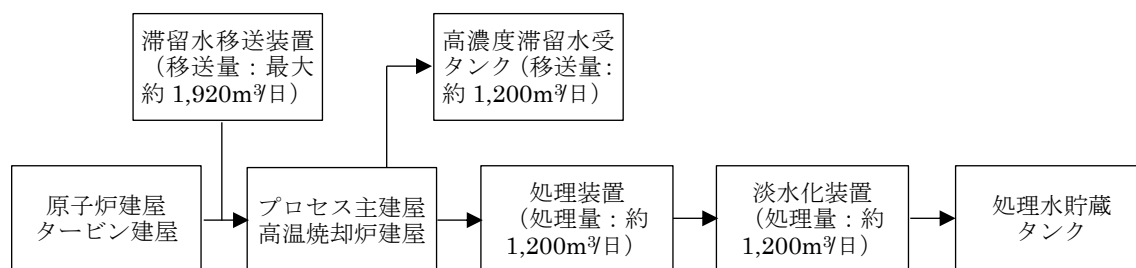 滞留水移送装置
（移送量：最大
約 1,920m³/日）
高濃度滞留水受
タンク（移送量：
約 1,200m³/日）
原子炉建屋
タービン建屋
プロセス主建屋
高温焼却炉建屋
処理装置
（処理量：約
1,200m³/日）
淡水化装置
（処理量：約
1,200m³/日）
処理水貯蔵
タンク